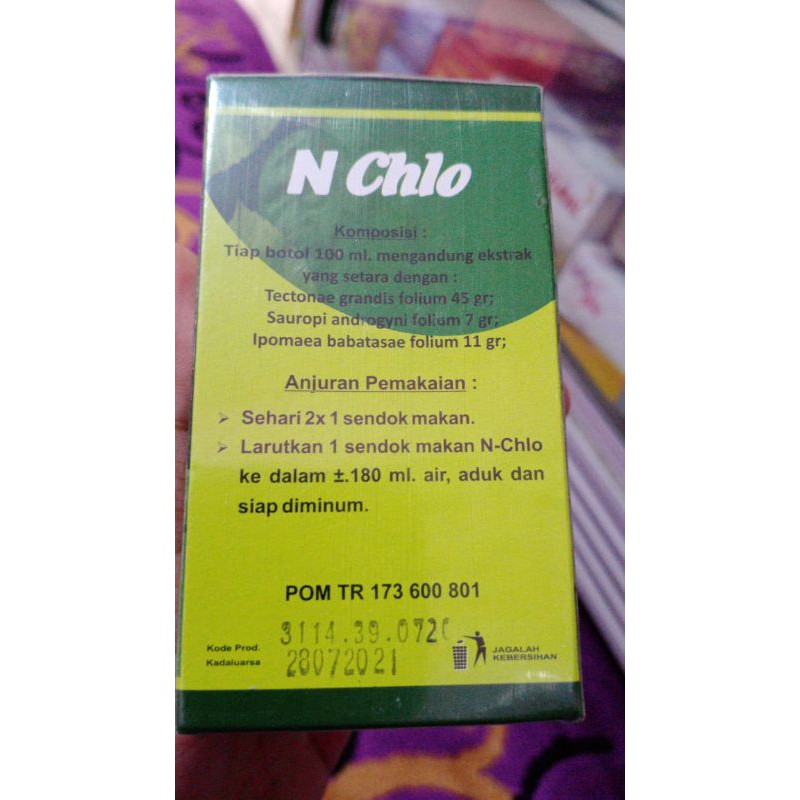 N Chlo
Komposisi :
Tiap botol 100 ml. mengandung ekstrak
yang setara dengan :
Tectonae grandis folium 45 gr;
Sauropi androgyni folium 7 gr;
Ipomaea babatasae folium 11 gr;
Anjuran Pemakaian :
➢ Sehari 2x 1 sendok makan.
➢ Larutkan 1 sendok makan N-Chlo
ke dalam ±.180 ml. air, aduk dan
siap diminum.
POM TR 173 600 801
Kode Prod.
Kadaluarsa 28072021
JAGALAH
KEBERSIHAN